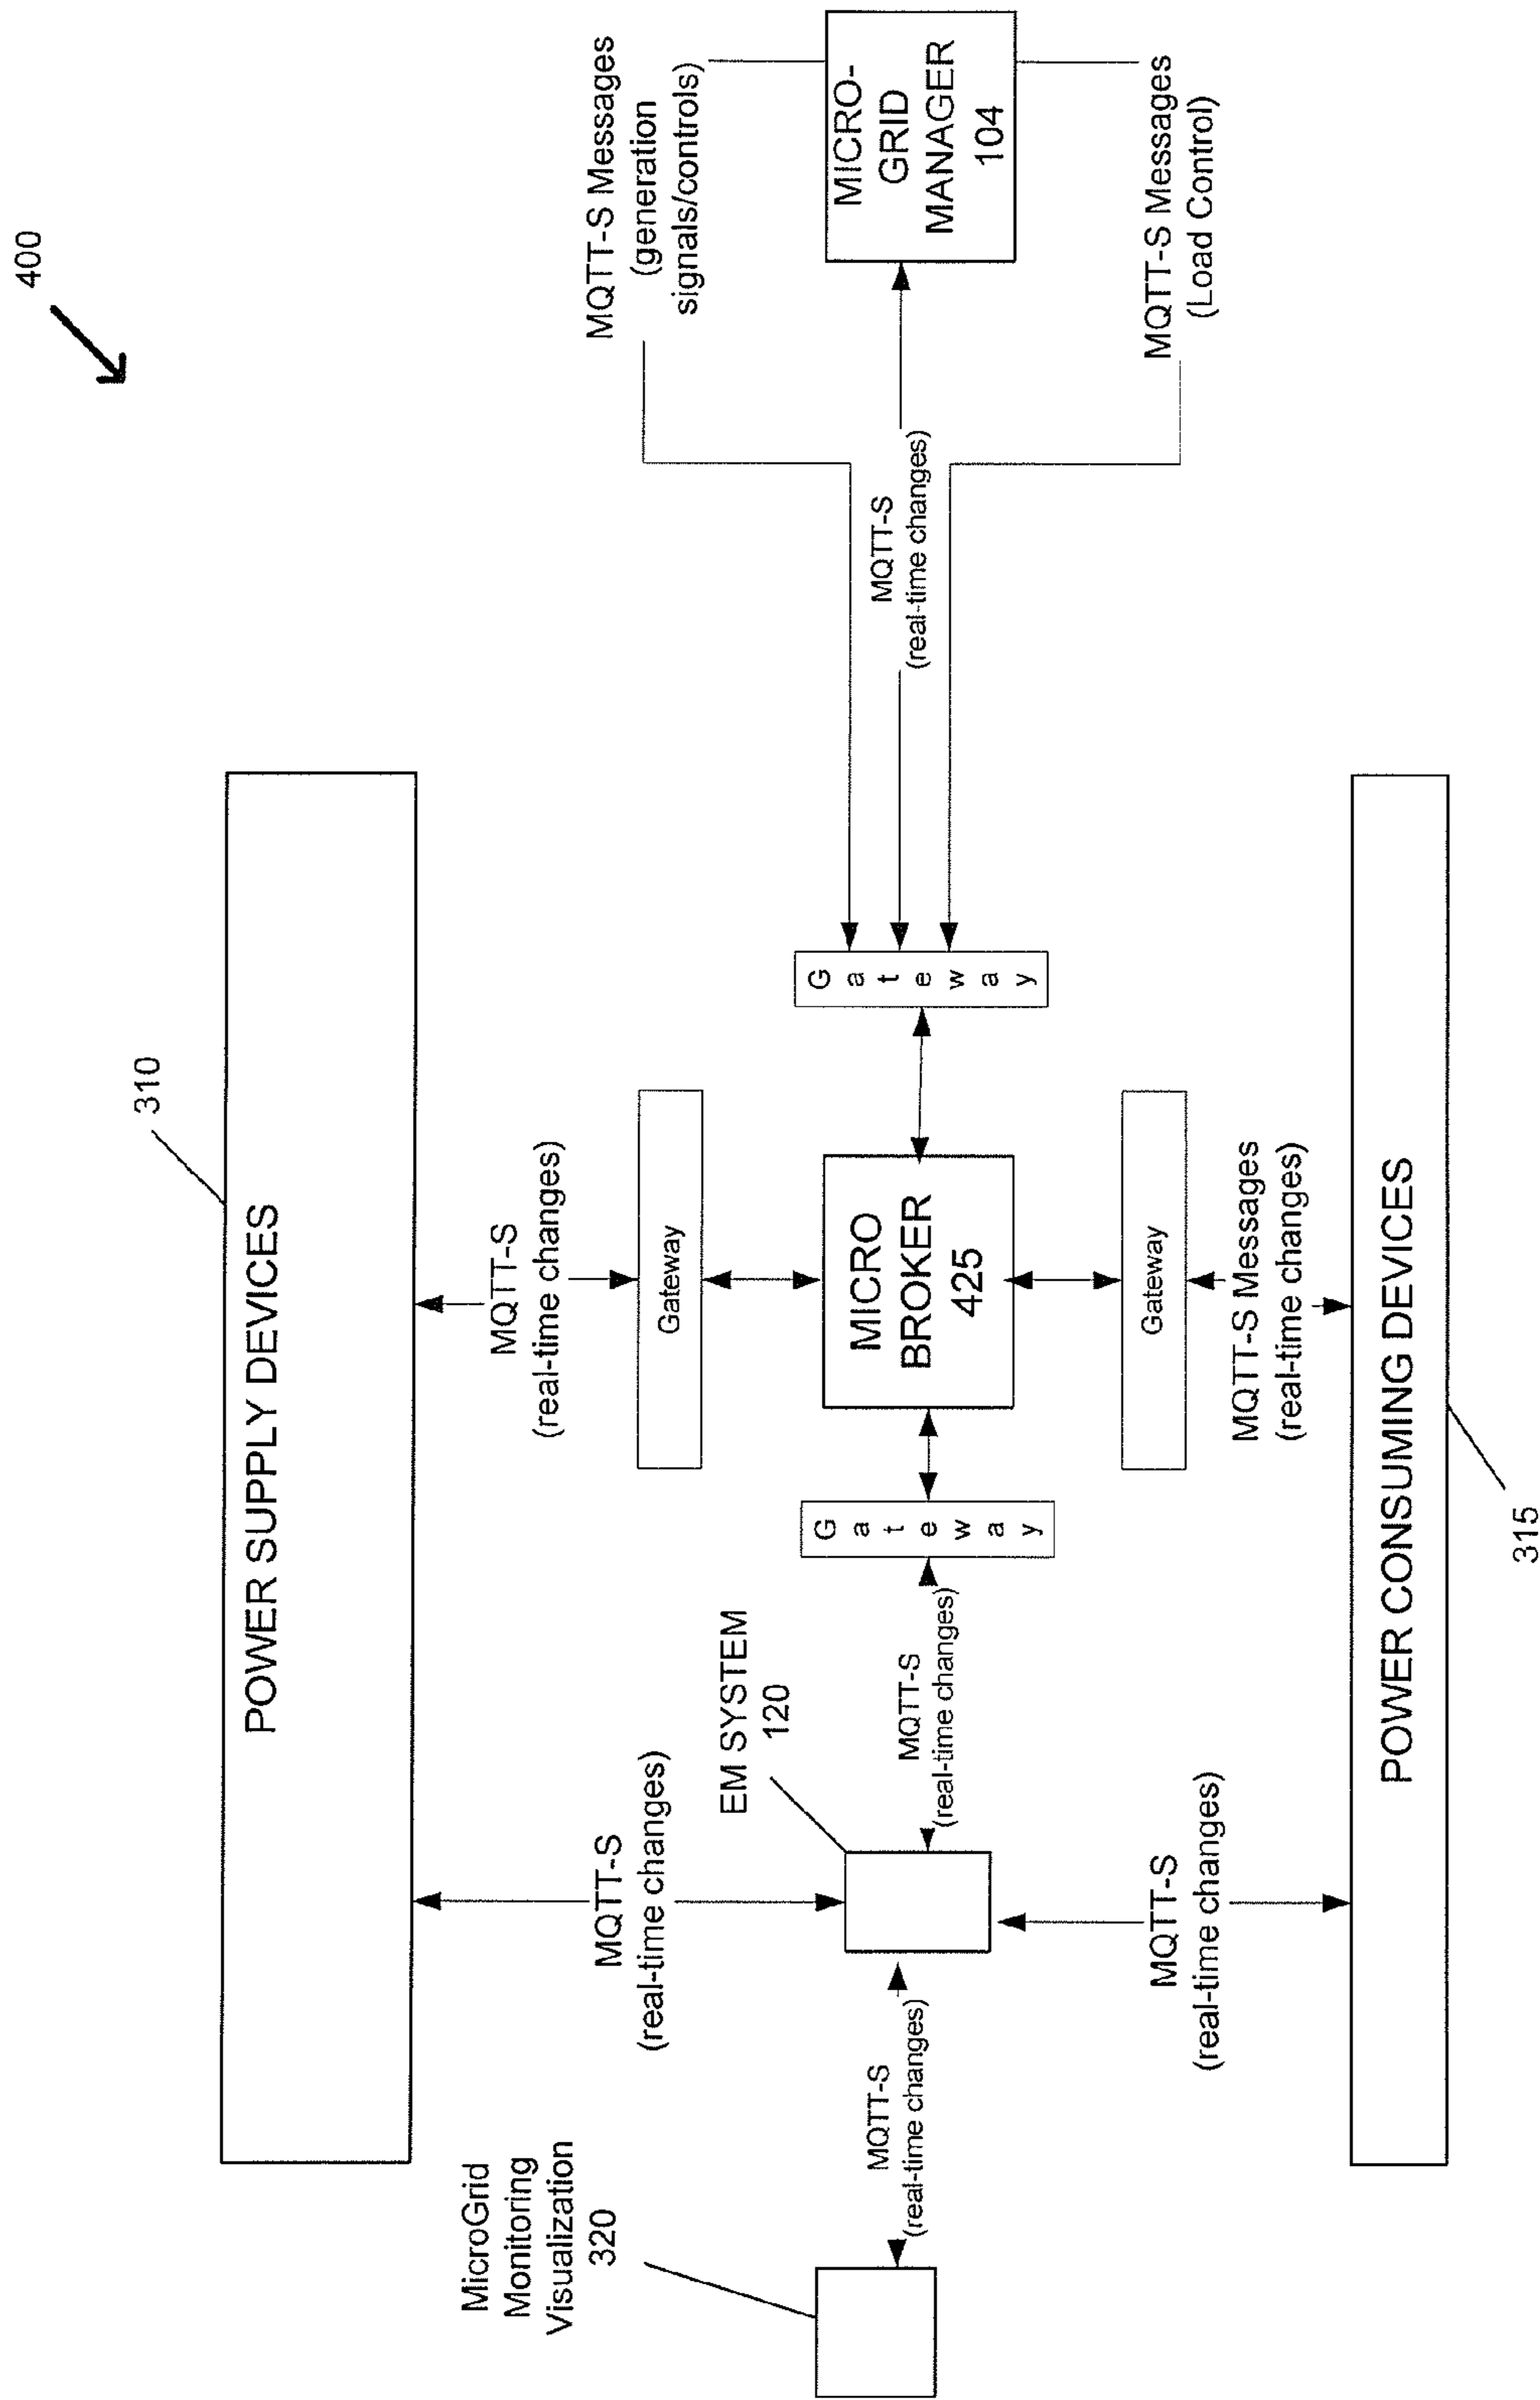 400
310
POWER SUPPLY DEVICES
MQTT-S
(real-time changes)
MQTT-S
(real-time changes)
MicroGrid
Monitoring
Visualization
320
MQTT-S
(real-time changes)
EM SYSTEM
120
MQTT-S
(real-time changes)
Gateway
Gateway
MICRO
BROKER
425
Gateway
Gateway
MQTT-S
(real-time changes)
MQTT-S Messages
(generation
signals/controls)
MICRO-
GRID
MANAGER
104
MQTT-S Messages
(Load Control)
MQTT-S
(real-time changes)
MQTT-S Messages
(real-time changes)
POWER CONSUMING DEVICES
315